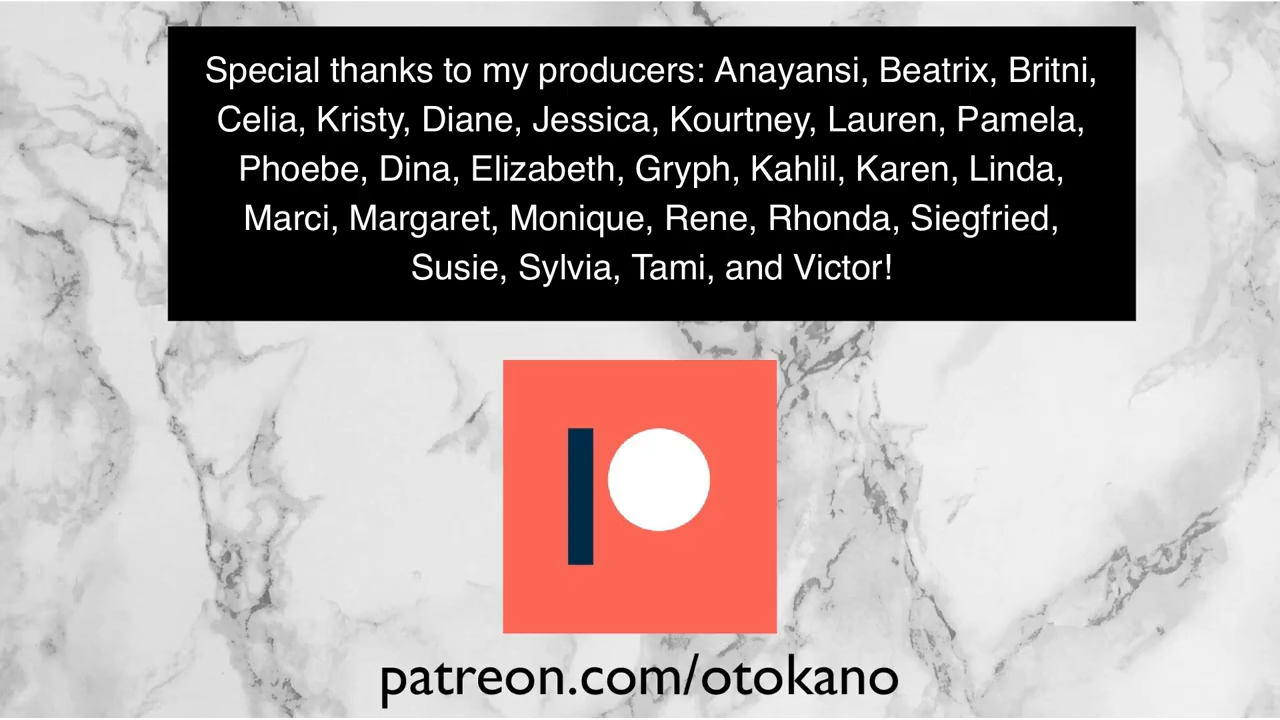 Special thanks to my producers: Anayansi, Beatrix, Britni,
Celia, Kristy, Diane, Jessica, Kourtney, Lauren, Pamela,
Phoebe, Dina, Elizabeth, Gryph, Kahlil, Karen, Linda,
Marci, Margaret, Monique, Rene, Rhonda, Siegfried,
Susie, Sylvia, Tami, and Victor!
patreon.com/otokano